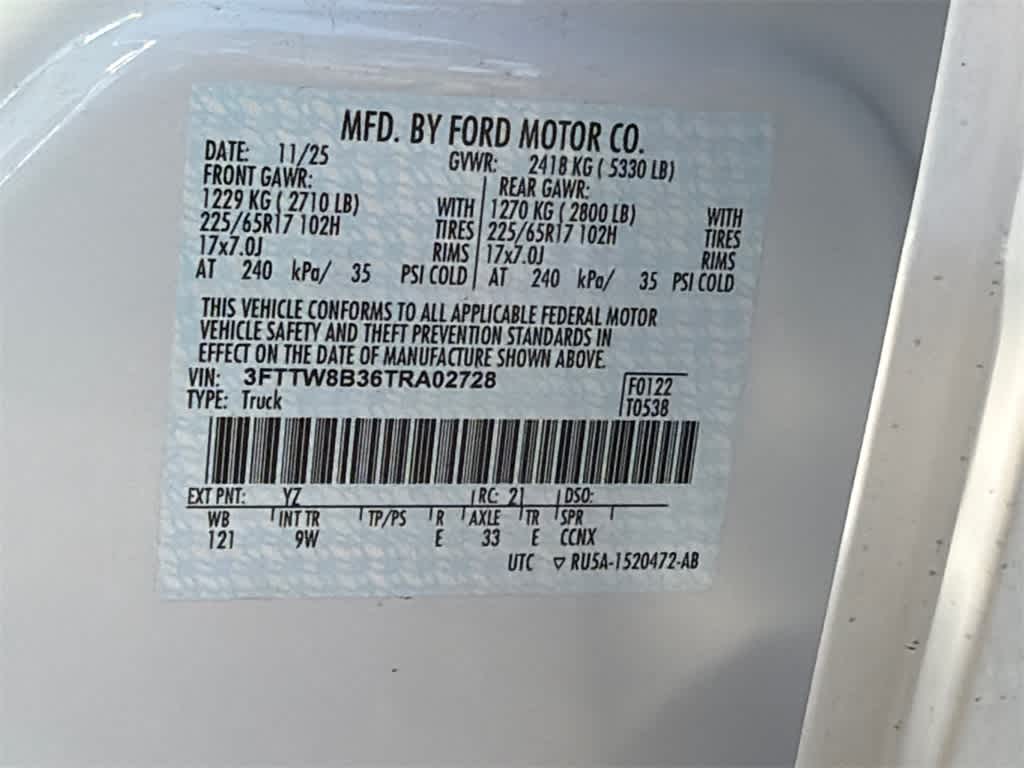 MFD. BY FORD MOTOR CO.
DATE: 11/25 GVWR: 2418 KG ( 5330 LB)
FRONT GAWR: REAR GAWR:
1229 KG ( 2710 LB) WITH 1270 KG ( 2800 LB) WITH
225/65R17 102H TIRES 225/65R17 102H TIRES
17x7.0J RIMS 17x7.0J RIMS
AT 240 kPa/ 35 PSI COLD AT 240 kPa/ 35 PSI COLD
THIS VEHICLE CONFORMS TO ALL APPLICABLE FEDERAL MOTOR
VEHICLE SAFETY AND THEFT PREVENTION STANDARDS IN
EFFECT ON THE DATE OF MANUFACTURE SHOWN ABOVE.
VIN: 3FTTW8B36TRA02728 F0122
TYPE: Truck T0538
EXT PNT: YZ RC: 21 DSO:
WB INT TR TP/PS R AXLE TR SPR
121 9W E 33 E CCNX
UTC ▽ RU5A-1520472-AB